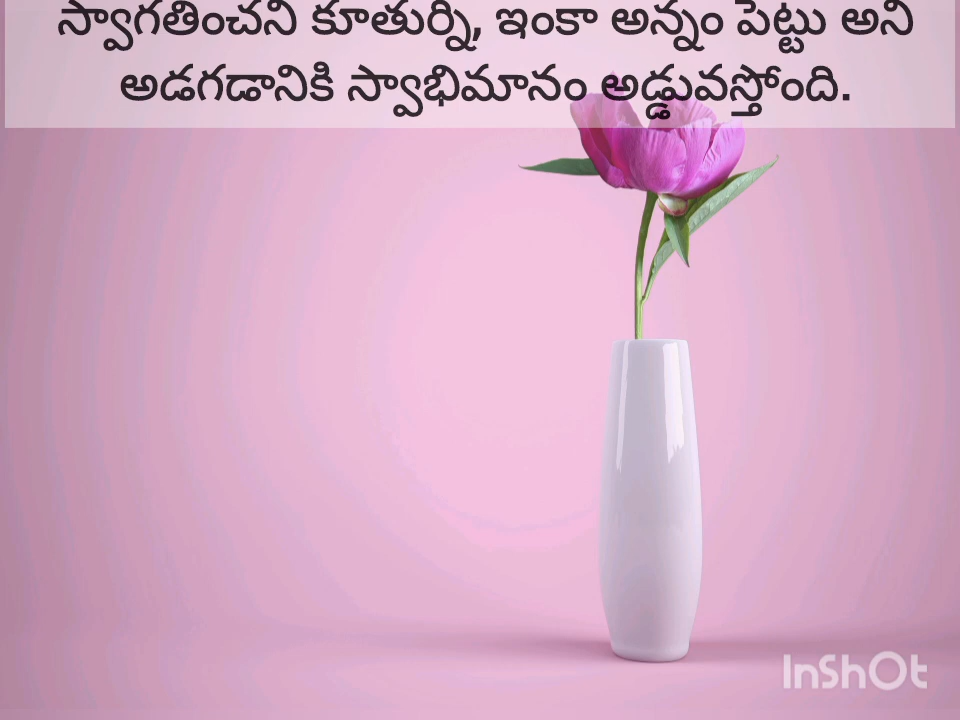 స్వాగతించని కూతుర్ని, ఇంకా అన్నం పెట్టు అని
అడగడానికి స్వాభిమానం అడ్డువస్తోంది.
InShOt